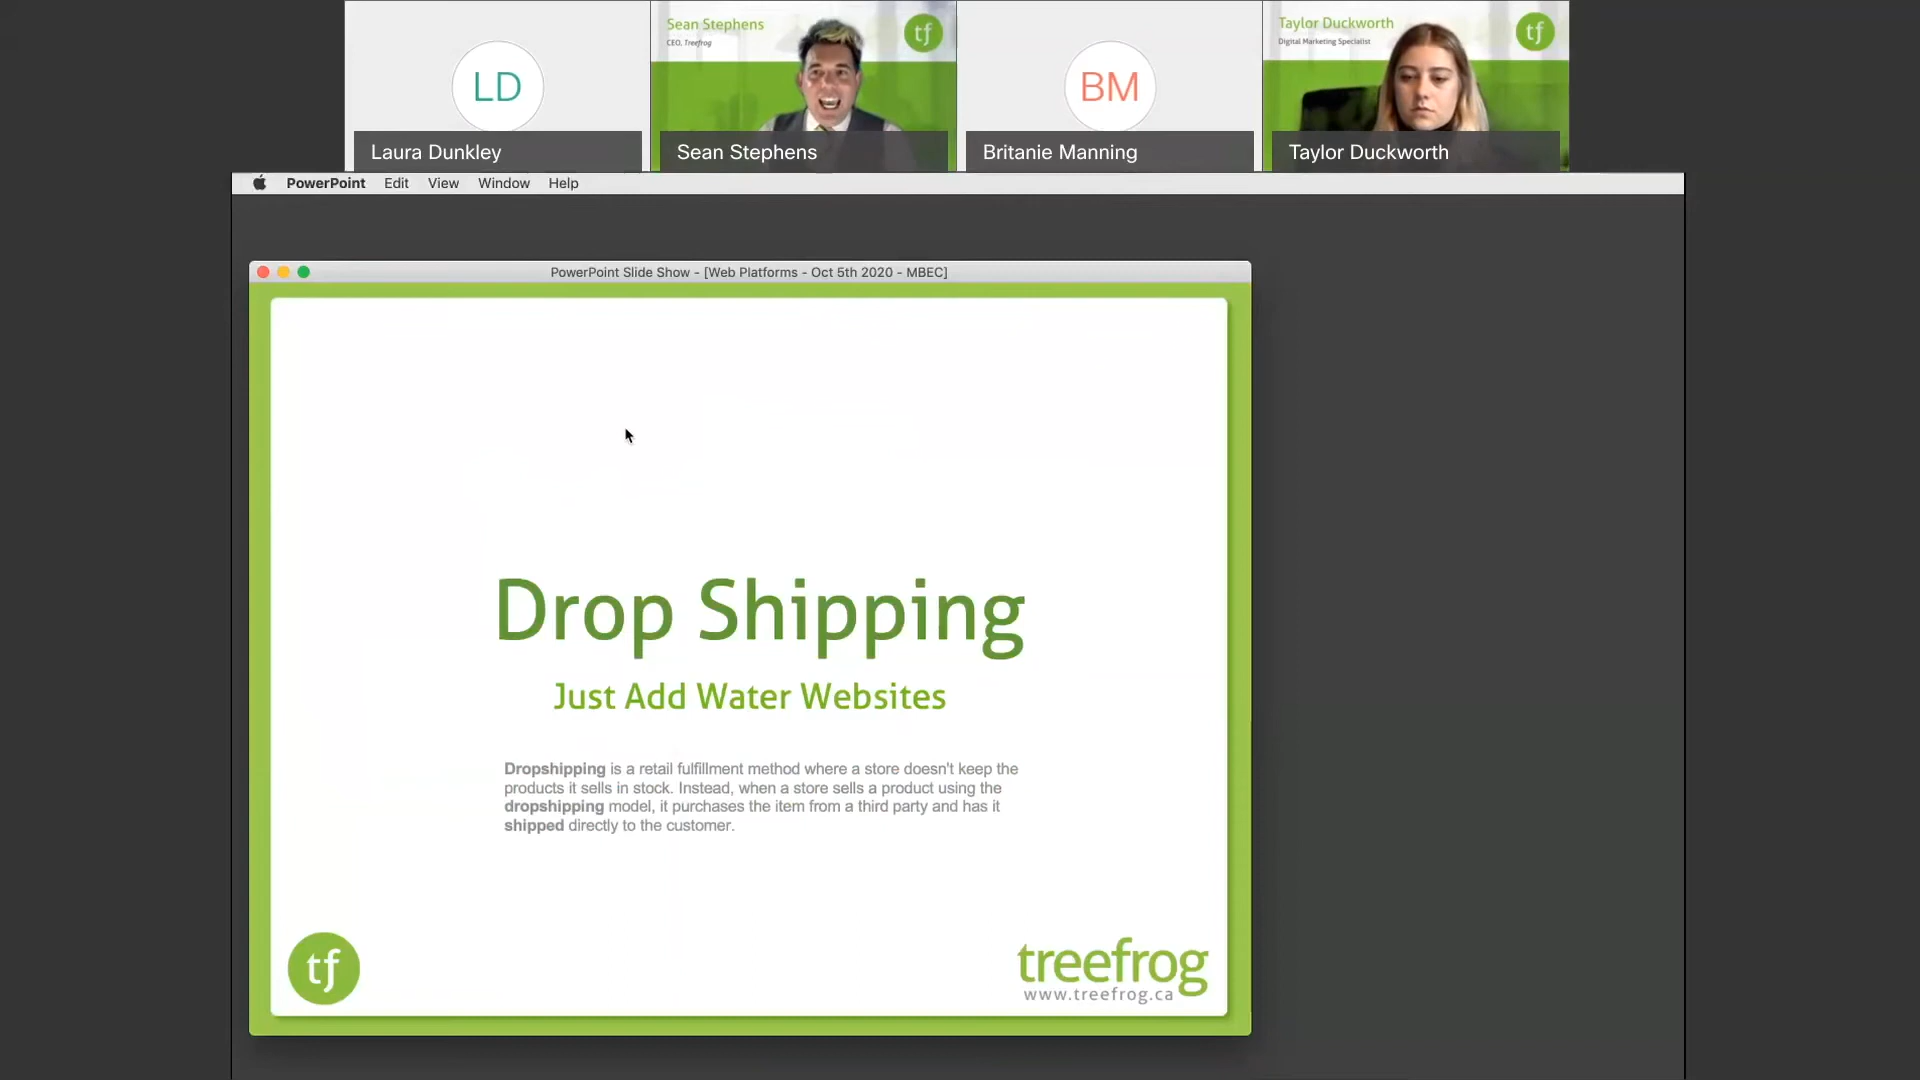 LD
Laura Dunkley
Sean Stephens
CEO, Treefrog
tf
Sean Stephens
BM
Britanie Manning
Taylor Duckworth
Digital Marketing Specialist
tf
Taylor Duckworth
PowerPoint Edit View Window Help
PowerPoint Slide Show - [Web Platforms - Oct 5th 2020 - MBEC]
Drop Shipping
Just Add Water Websites
Dropshipping is a retail fulfillment method where a store doesn't keep the
products it sells in stock. Instead, when a store sells a product using the
dropshipping model, it purchases the item from a third party and has it
shipped directly to the customer.
tf
treefrog
www.treefrog.ca